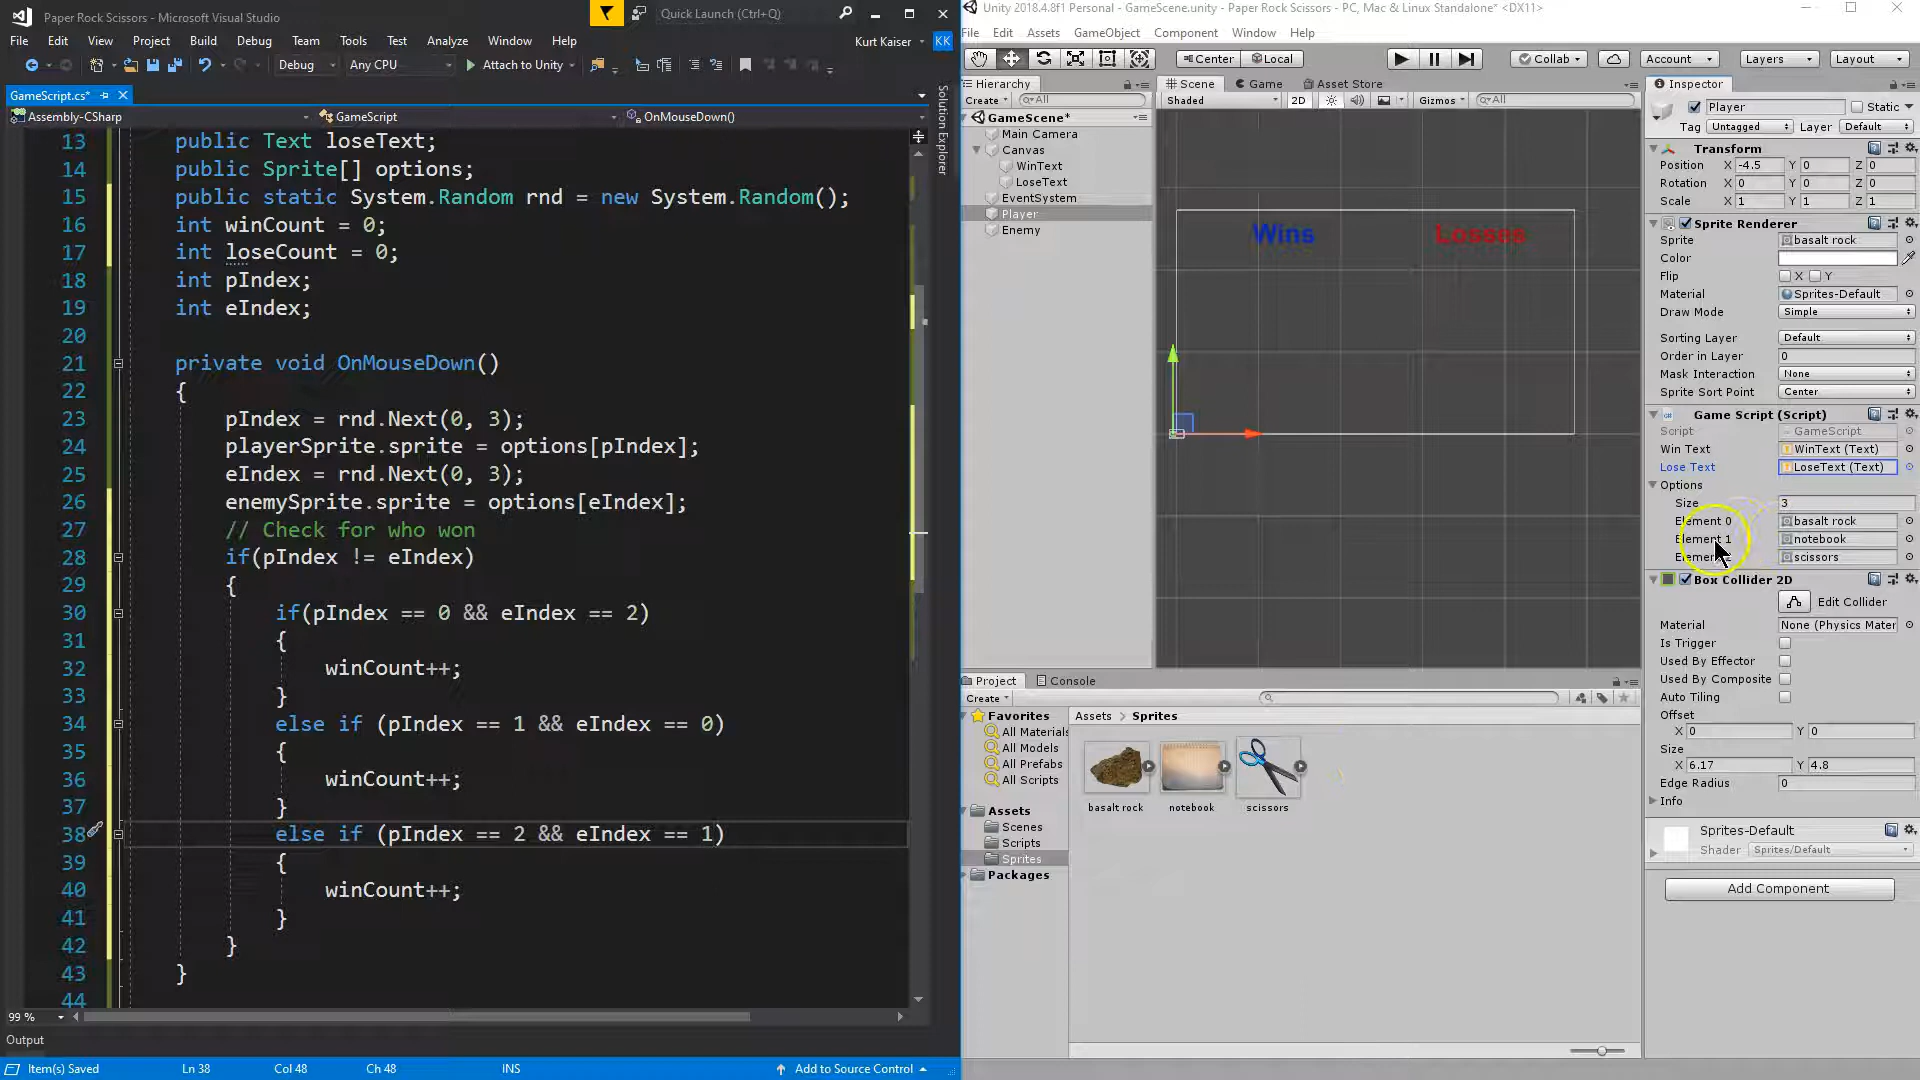 Paper Rock Scissors - Microsoft Visual Studio
Quick Launch (Ctrl+Q)
File Edit View Project Build Debug Team Tools Test Analyze Window Help
Kurt Kaiser KK
Debug Any CPU Attach to Unity
GameScript.cs*
Assembly-CSharp GameScript OnMouseDown()
Solution Explorer
13 public Text loseText;
14 public Sprite[] options;
15 public static System.Random rnd = new System.Random();
16 int winCount = 0;
17 int loseCount = 0;
18 int pIndex;
19 int eIndex;
20
21 private void OnMouseDown()
22 {
23 pIndex = rnd.Next(0, 3);
24 playerSprite.sprite = options[pIndex];
25 eIndex = rnd.Next(0, 3);
26 enemySprite.sprite = options[eIndex];
27 // Check for who won
28 if(pIndex != eIndex)
29 {
30 if(pIndex == 0 && eIndex == 2)
31 {
32 winCount++;
33 }
34 else if (pIndex == 1 && eIndex == 0)
35 {
36 winCount++;
37 }
38 else if (pIndex == 2 && eIndex == 1)
39 {
40 winCount++;
41 }
42 }
43 }
44
99 %
Output
Item(s) Saved Ln 38 Col 48 Ch 48 INS Add to Source Control
Unity 2018.4.8f1 Personal - GameScene.unity - Paper Rock Scissors - PC, Mac & Linux Standalone* <DX11>
File Edit Assets GameObject Component Window Help
Center Local Collab Account Layers Layout
Hierarchy
Create All
GameScene*
Main Camera
Canvas
WinText
LoseText
EventSystem
Player
Enemy
Scene Game Asset Store
Shaded 2D Gizmos All
Wins Losses
Project Console
Create
Favorites
All Materials
All Models
All Prefabs
All Scripts
Assets
Scenes
Scripts
Sprites
Packages
Assets > Sprites
basalt rock notebook scissors
Inspector
Player Static
Tag Untagged Layer Default
Transform
Position X -4.5 Y 0 Z 0
Rotation X 0 Y 0 Z 0
Scale X 1 Y 1 Z 1
Sprite Renderer
Sprite basalt rock
Color
Flip X Y
Material Sprites-Default
Draw Mode Simple
Sorting Layer Default
Order in Layer 0
Mask Interaction None
Sprite Sort Point Center
Game Script (Script)
Script GameScript
Win Text WinText (Text)
Lose Text LoseText (Text)
Options
Size 3
Element 0 basalt rock
Element 1 notebook
scissors
Box Collider 2D
Edit Collider
Material None (Physics Mater
Is Trigger
Used By Effector
Used By Composite
Auto Tiling
Offset
X 0 Y 0
Size
X 6.17 Y 4.8
Edge Radius 0
Info
Sprites-Default
Shader Sprites/Default
Add Component